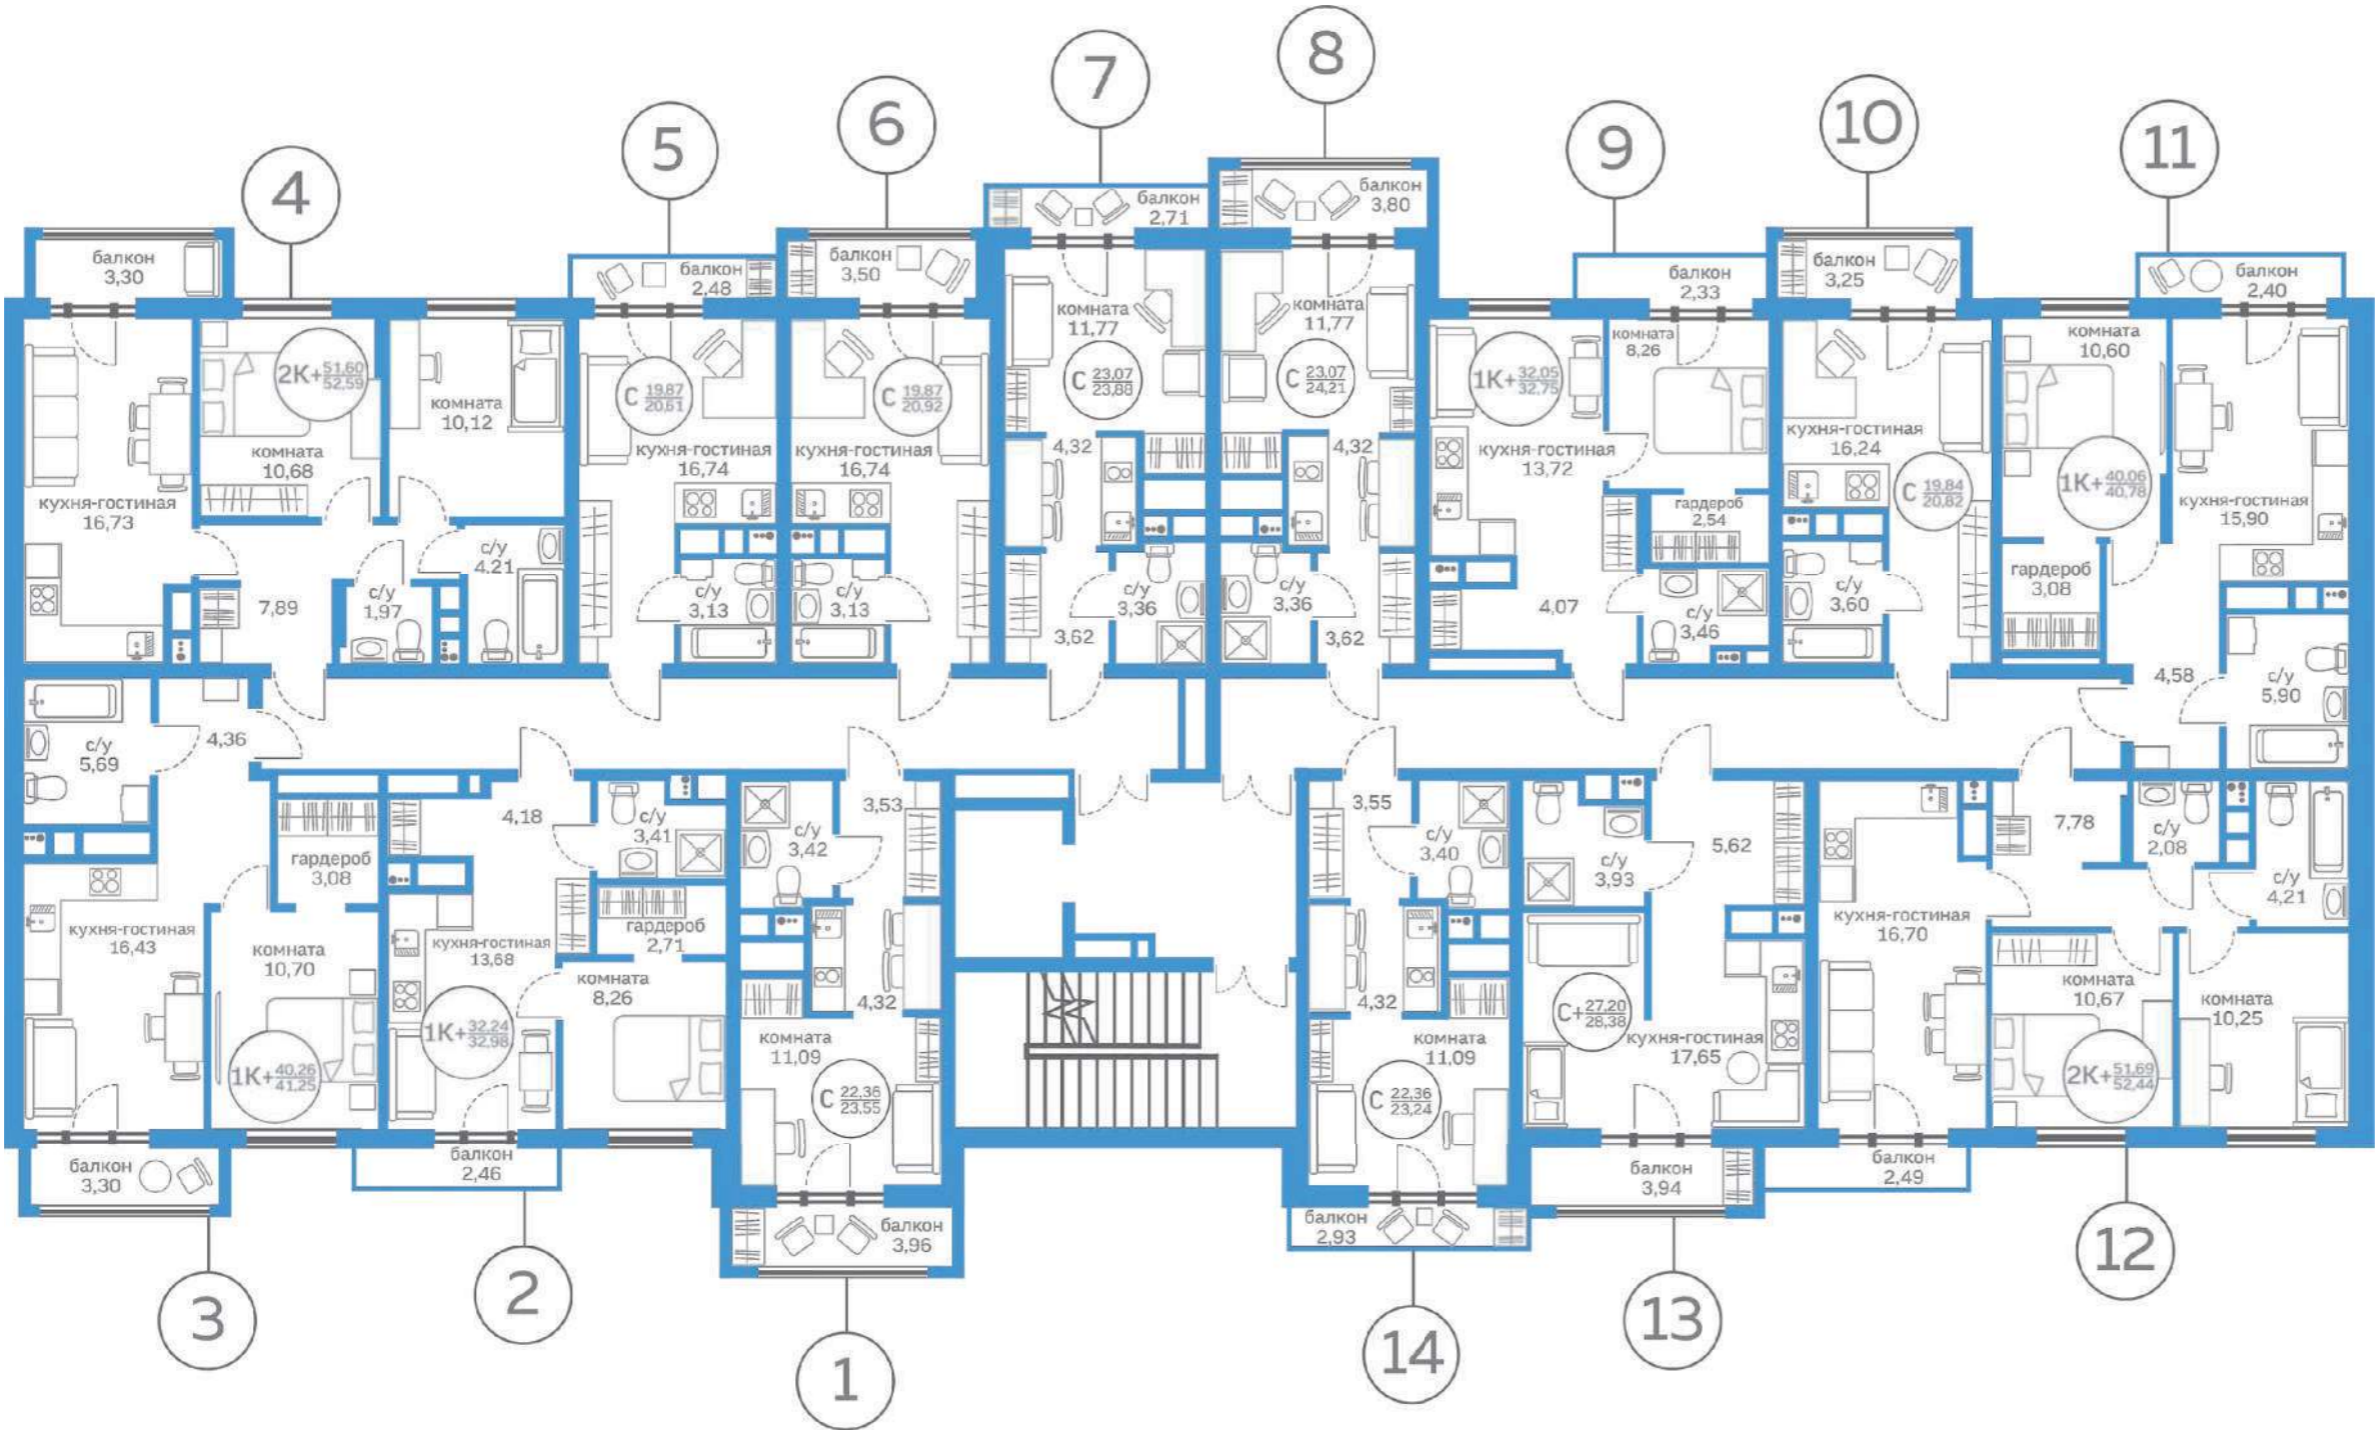 8
7
6
10
5
9
11
4
балкон
3,30
балкон
2,48
балкон
3,50
балкон
2,71
балкон
3,80
балкон
2,33
балкон
3,25
балкон
2,40
2К+ 51,60
52,59
комната
10,68
комната
10,12
кухня-гостиная
16,73
7,89
с/у
1,97
с/у
4.21
С 19,87
20,61
кухня-гостиная
16,74
с/у
3,13
С 19,87
20,92
кухня-гостиная
16,74
с/у
3,13
комната
11,77
С 23,07
23,88
4,32
с/у
3,36
3,62
комната
11,77
С 23,07
24,21
4,32
с/у
3,36
3,62
1К+ 32,05
32,75
комната
8,26
кухня-гостиная
13,72
гардероб
2,54
4,07
с/у
3,46
кухня-гостиная
16,24
С 19,84
20,82
с/у
3,60
комната
10,60
1К+ 40,06
40,78
кухня-гостиная
15,90
гардероб
3,08
4,58
с/у
5,90
с/у
5,69
4,36
гардероб
3,08
кухня-гостиная
16,43
комната
10,70
1К+ 40,26
41,25
балкон
3,30
4,18
с/у
3,41
гардероб
2,71
кухня-гостиная
13,68
комната
8,26
1К+ 32,24
32,98
балкон
2,46
3,53
с/у
3,42
4,32
комната
11,09
С 22,36
23,55
балкон
3,96
3,55
с/у
3,40
4,32
комната
11,09
С 22,36
23,24
балкон
2,93
5,62
с/у
3,93
С+ 27,20
28,38
кухня-гостиная
17,65
балкон
3,94
7,78
с/у
2,08
с/у
4,21
кухня-гостиная
16,70
комната
10,67
комната
10,25
2К+ 51,69
52,44
балкон
2,49
3
2
1
14
13
12